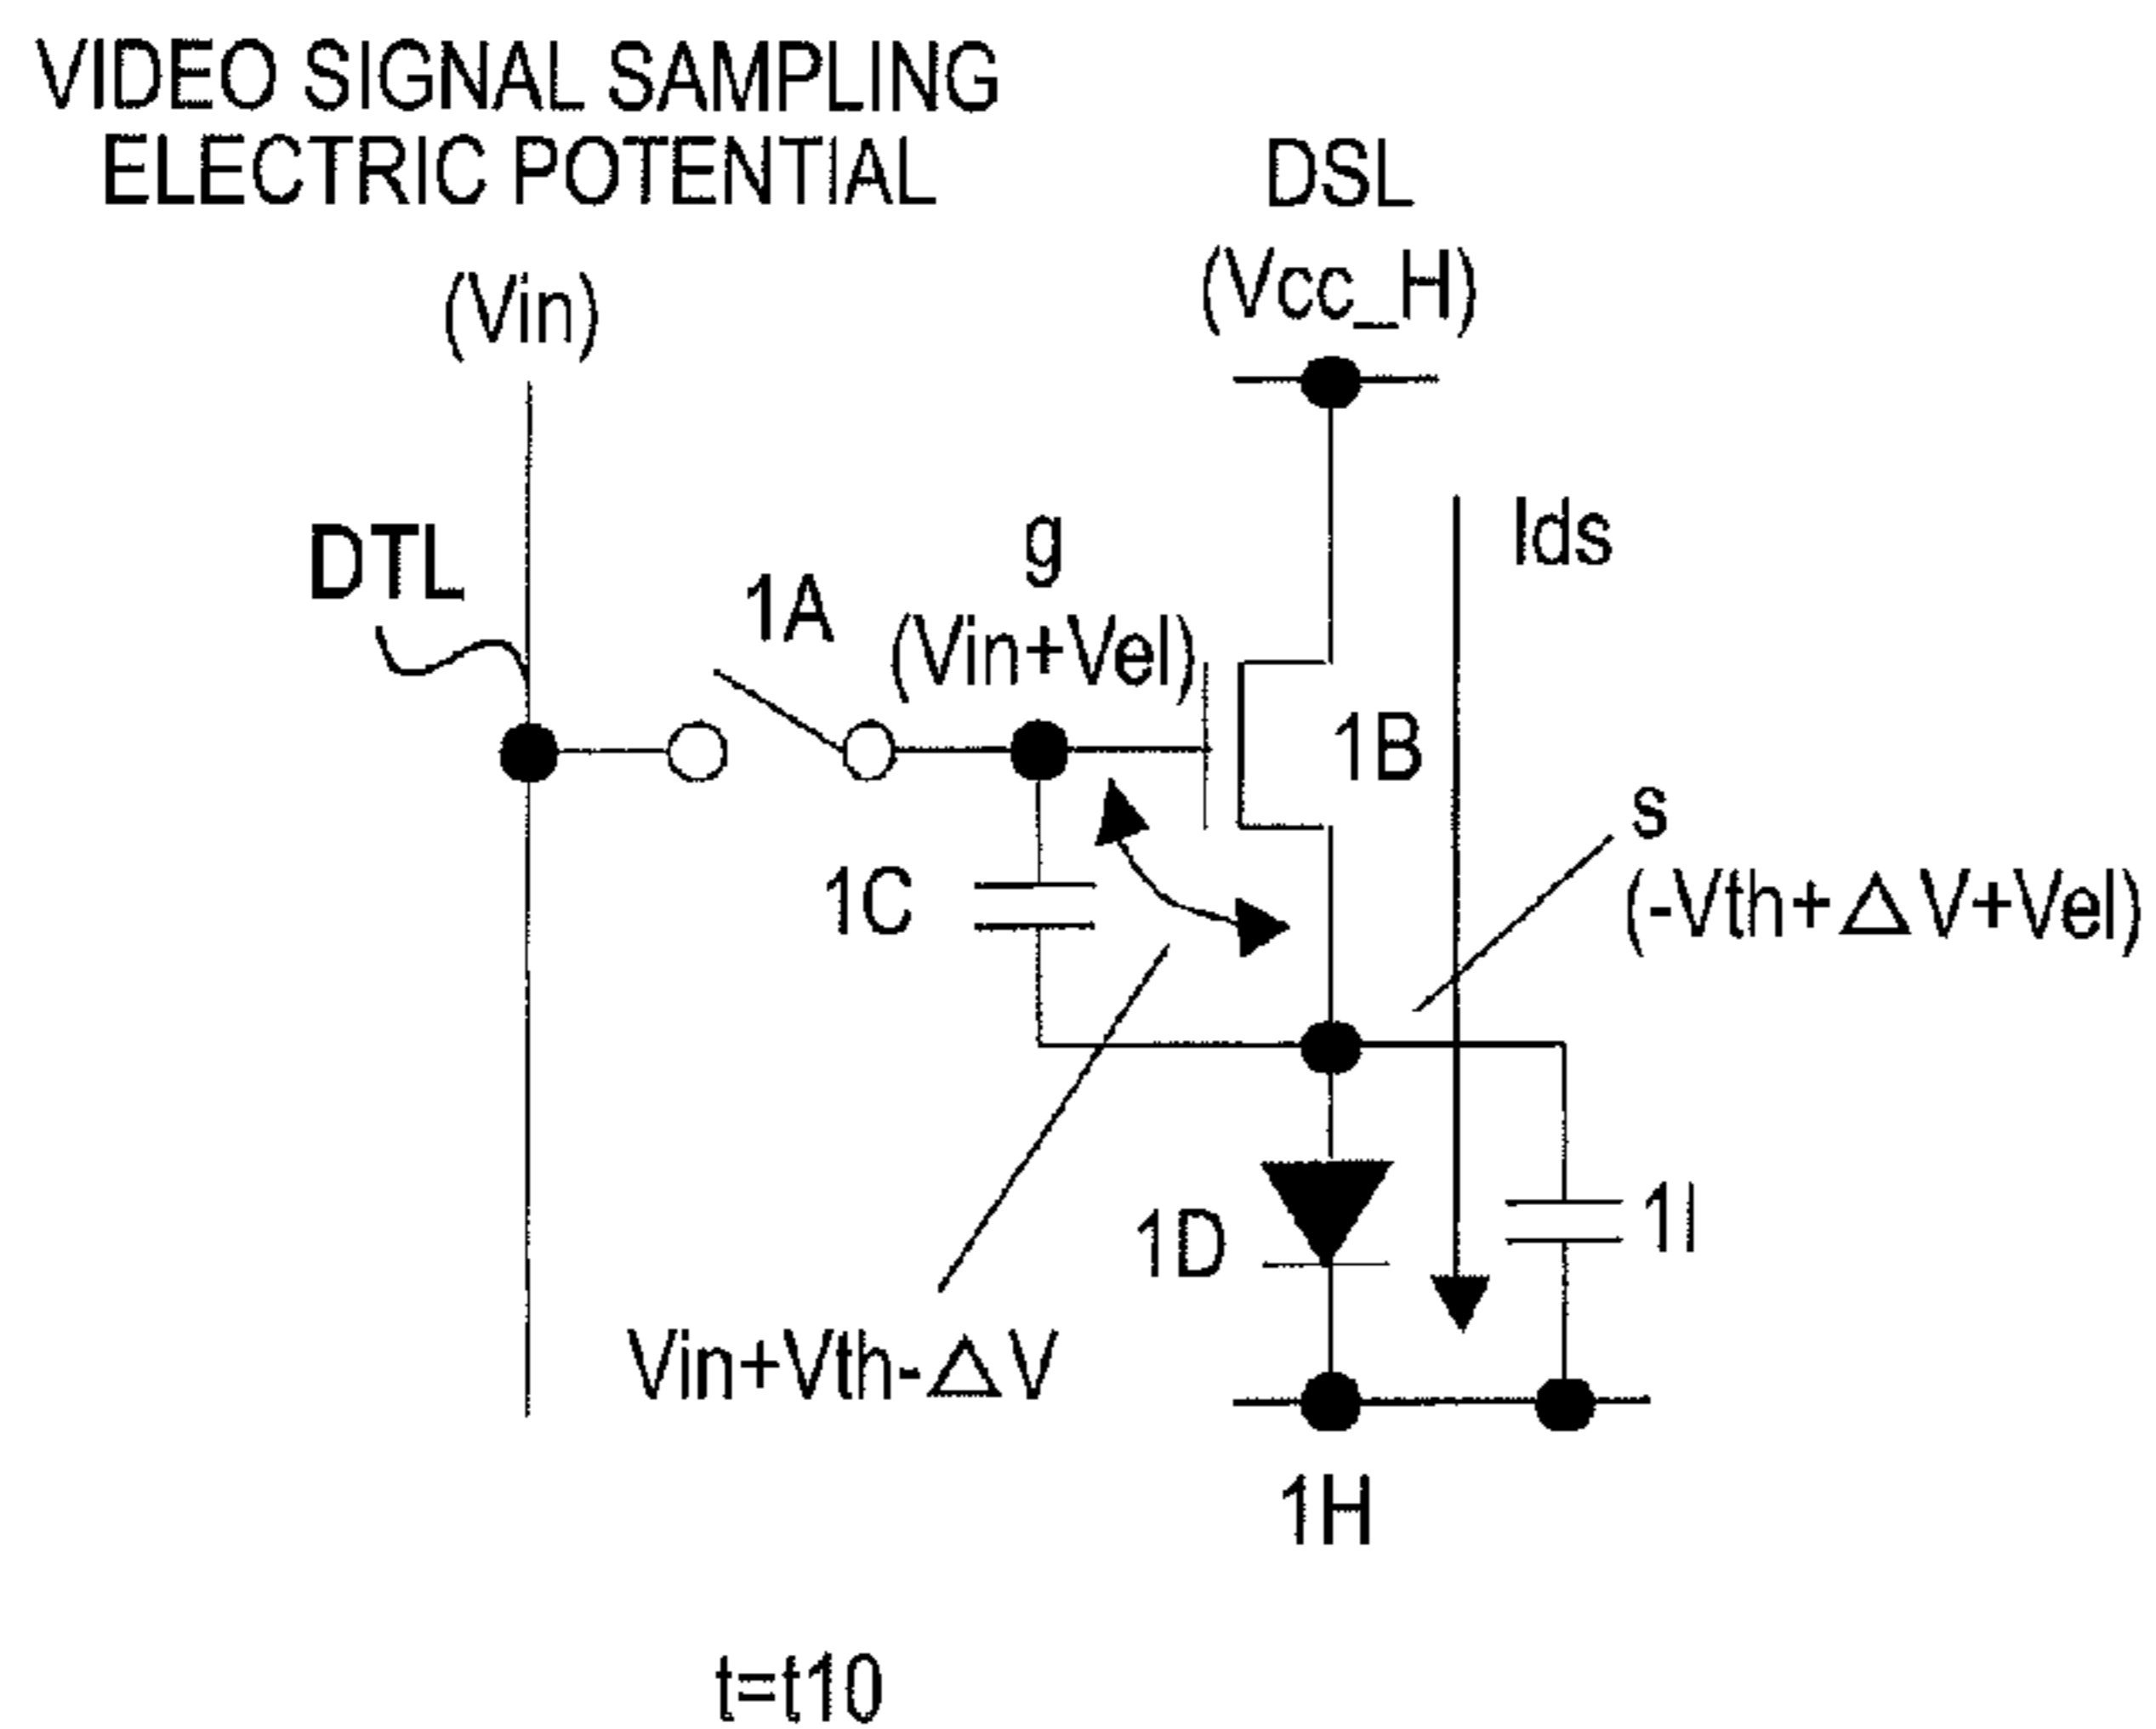 VIDEO SIGNAL SAMPLING
ELECTRIC POTENTIAL
(Vin)
DSL
(Vcc_H)
DTL
1A
g
(Vin+Vel)
Ids
1B
s
(-Vth+△V+Vel)
1C
1D
1I
Vin+Vth-△V
1H
t=t10